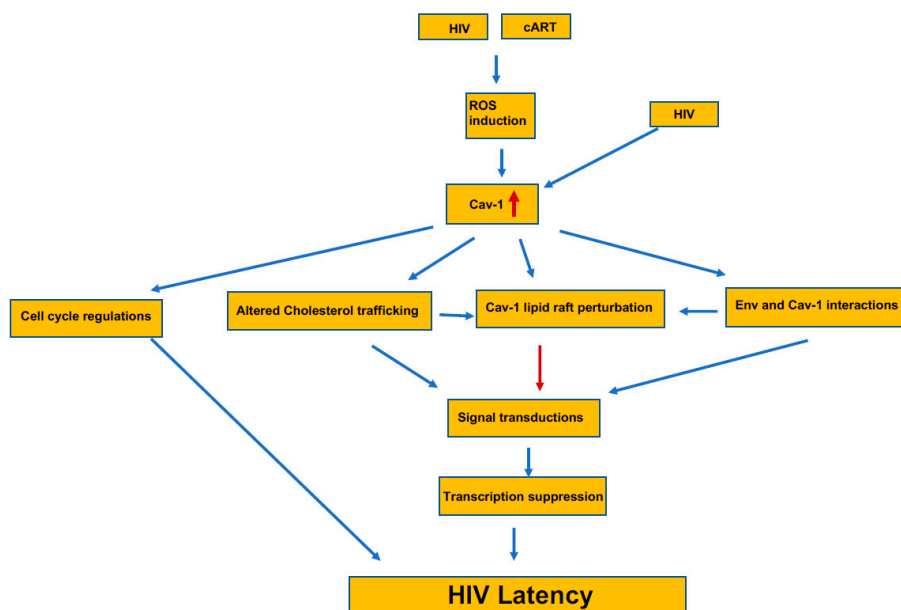 HIV
cART
ROS
induction
HIV
Cav-1
Cell cycle regulations
Altered Cholesterol trafficking
Cav-1 lipid raft perturbation
Env and Cav-1 interactions
Signal transductions
Transcription suppression
HIV Latency